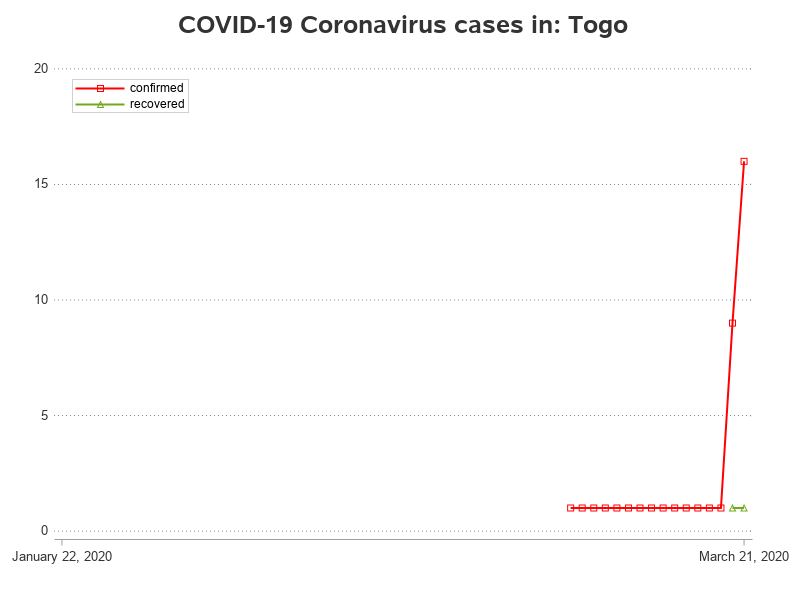 COVID-19 Coronavirus cases in: Togo
20
confirmed
recovered
15
10
5
0
January 22, 2020 March 21, 2020